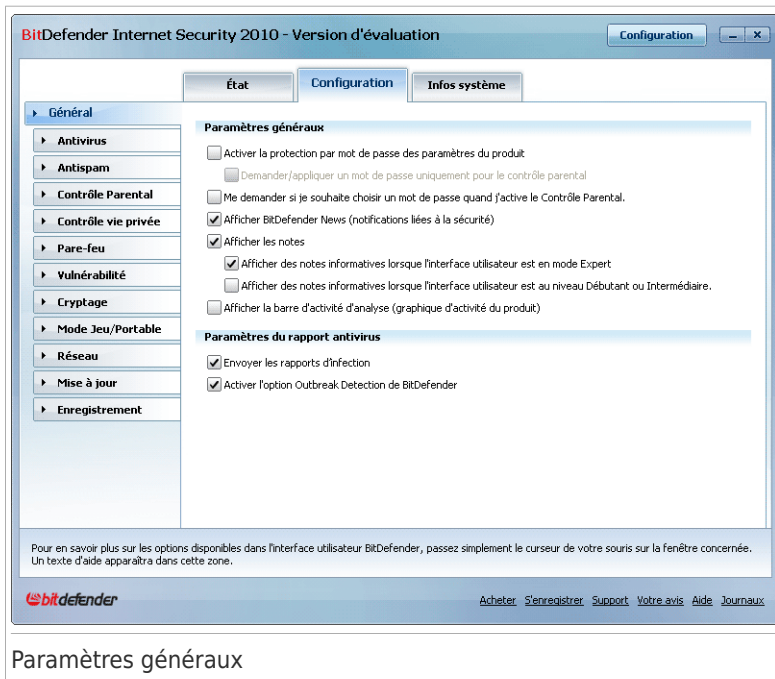 BitDefender Internet Security 2010 - Version d'évaluation
Configuration
État
Configuration
Infos système
Général
Antivirus
Antispam
Contrôle Parental
Contrôle vie privée
Pare-feu
Vulnérabilité
Cryptage
Mode Jeu/Portable
Réseau
Mise à jour
Enregistrement
Paramètres généraux
Activer la protection par mot de passe des paramètres du produit
Demander/appliquer un mot de passe uniquement pour le contrôle parental
Me demander si je souhaite choisir un mot de passe quand j'active le Contrôle Parental.
Afficher BitDefender News (notifications liées à la sécurité)
Afficher les notes
Afficher des notes informatives lorsque l'interface utilisateur est en mode Expert
Afficher des notes informatives lorsque l'interface utilisateur est au niveau Débutant ou Intermédiaire.
Afficher la barre d'activité d'analyse (graphique d'activité du produit)
Paramètres du rapport antivirus
Envoyer les rapports d'infection
Activer l'option Outbreak Detection de BitDefender
Pour en savoir plus sur les options disponibles dans l'interface utilisateur BitDefender, passez simplement le curseur de votre souris sur la fenêtre concernée.
Un texte d'aide apparaîtra dans cette zone.
bitdefender
Acheter S'enregistrer Support Votre avis Aide Journaux
Paramètres généraux